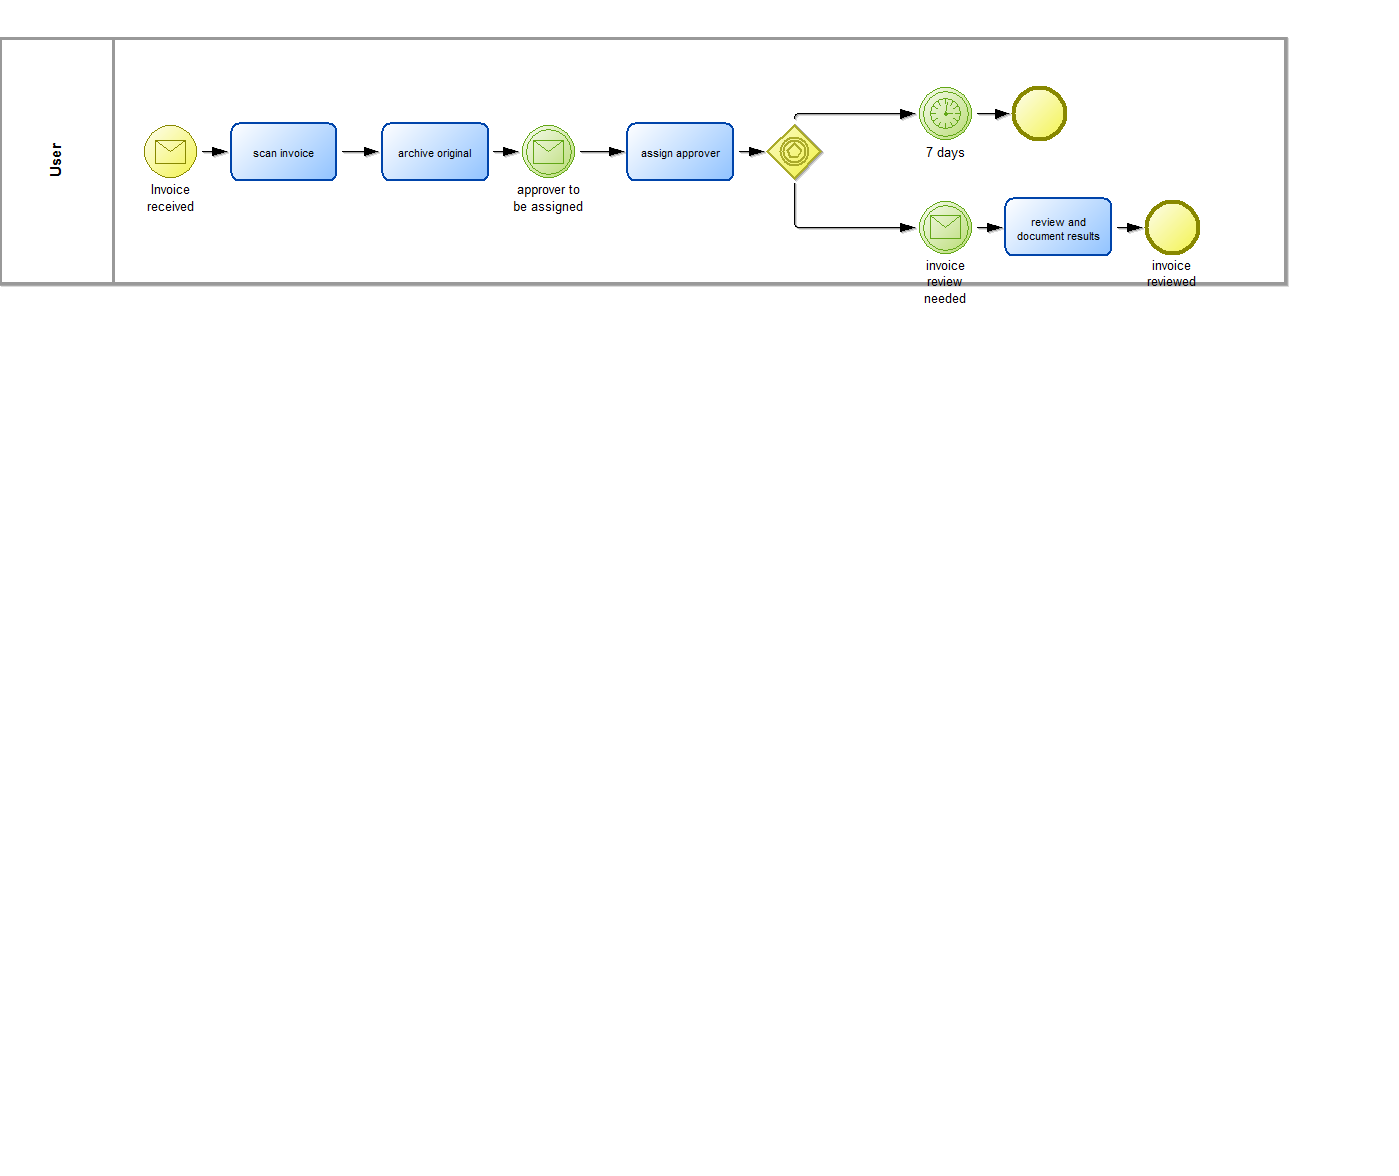 User
Invoice
received
scan invoice
archive original
approver to
be assigned
assign approver
7 days
invoice
review
needed
review and
document results
invoice
reviewed